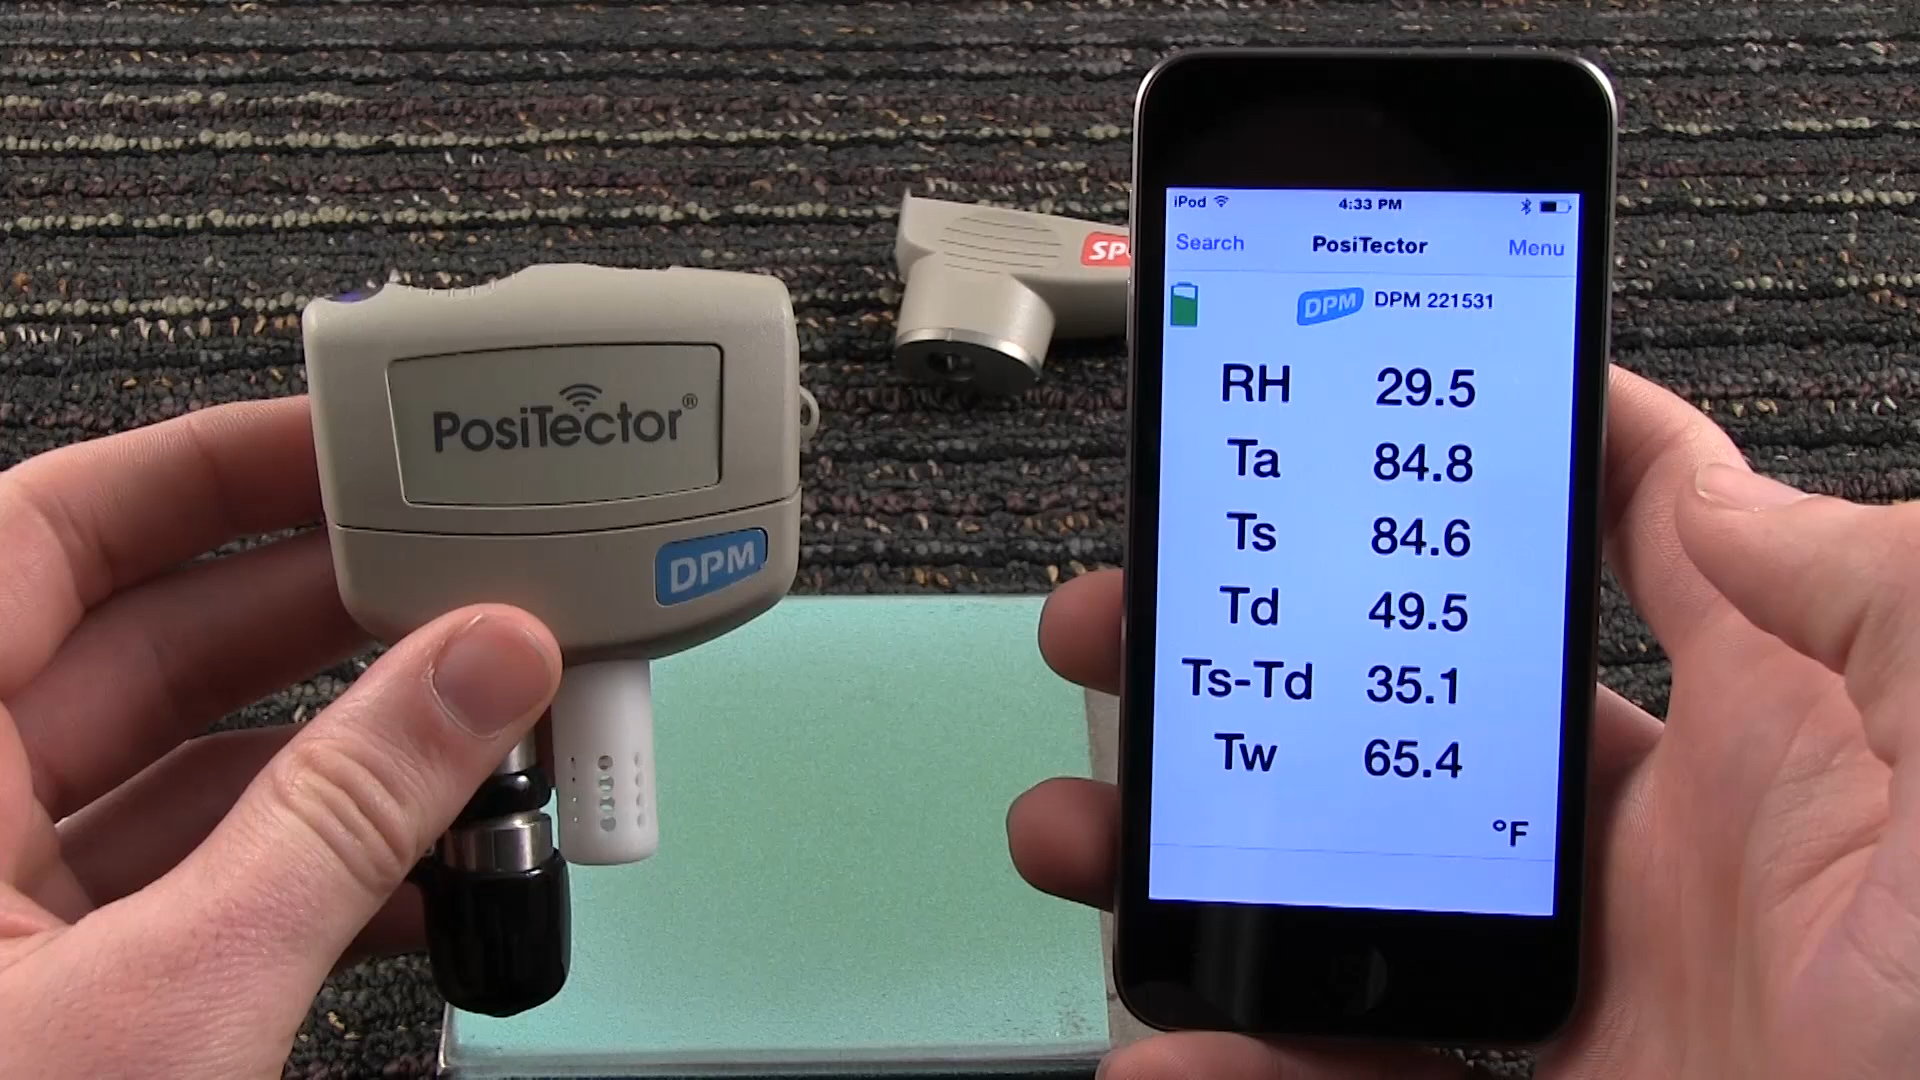 PosiTector®
DPM
iPod 4:33 PM
Search PosiTector Menu
DPM DPM 221531
RH 29.5
Ta 84.8
Ts 84.6
Td 49.5
Ts-Td 35.1
Tw 65.4
°F